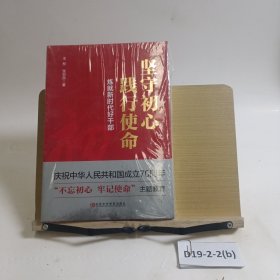 坚守初心
践行使命
炼就新时代好干部
庆祝中华人民共和国成立70周年
“不忘初心 牢记使命”主题教育
D19-2-2(b)